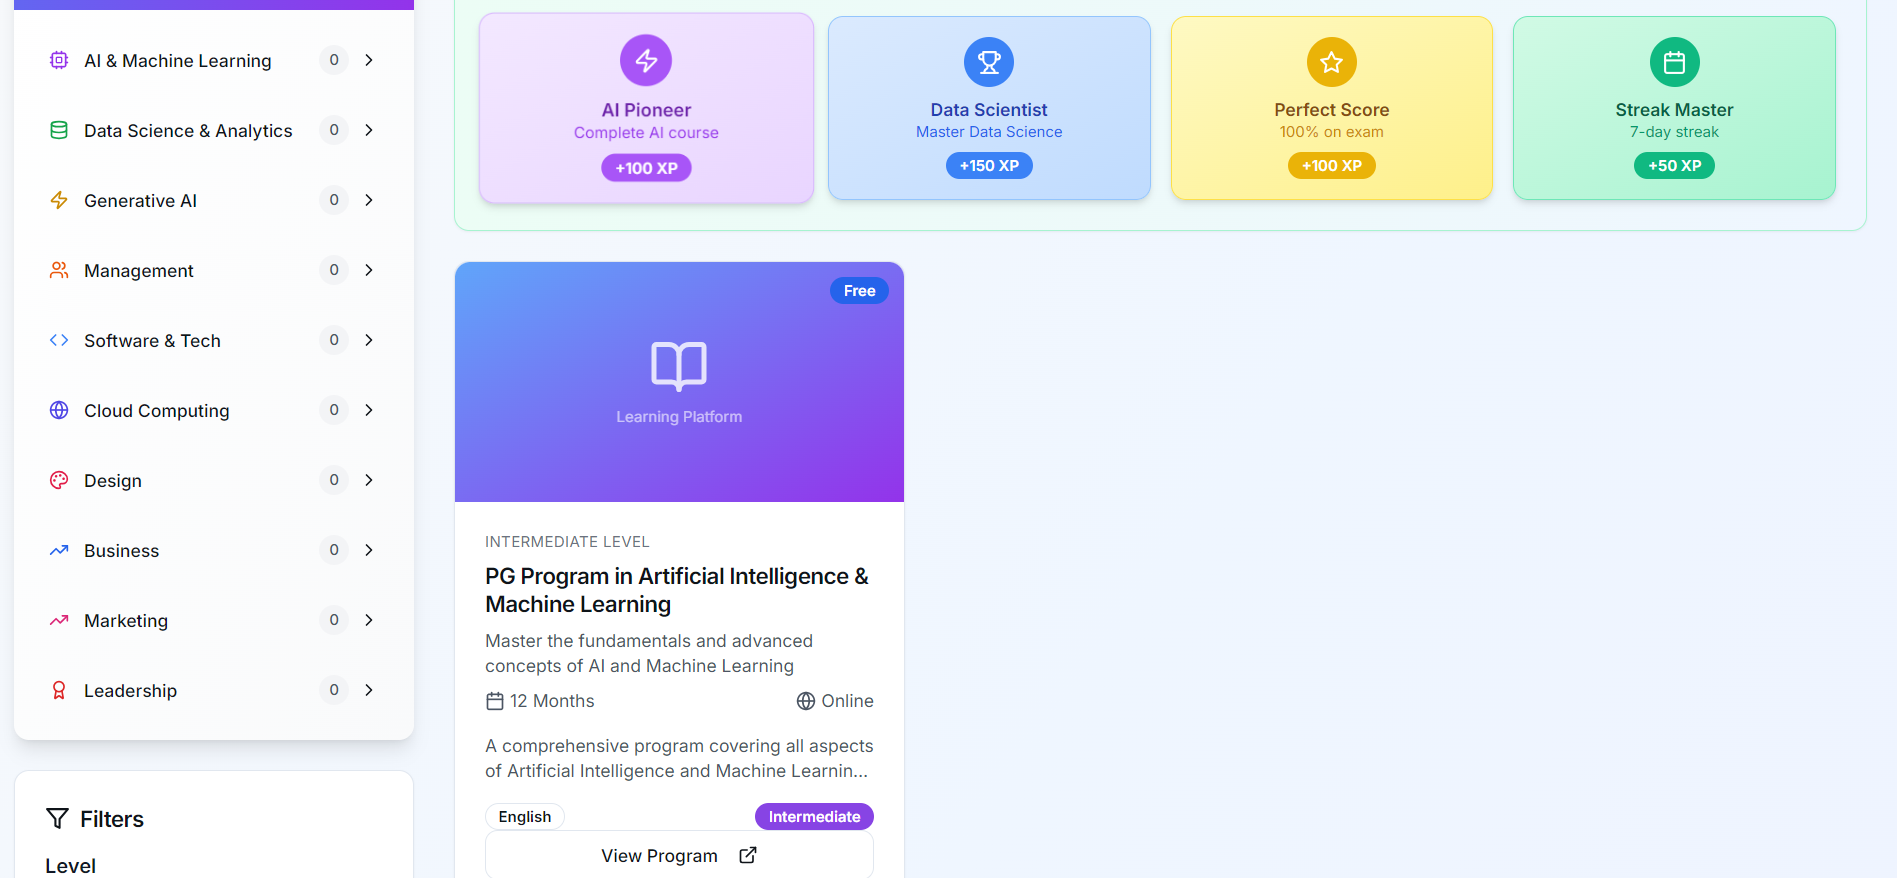 AI & Machine Learning 0
Data Science & Analytics 0
Generative AI 0
Management 0
Software & Tech 0
Cloud Computing 0
Design 0
Business 0
Marketing 0
Leadership 0
Filters
Level
AI Pioneer
Complete AI course
+100 XP
Data Scientist
Master Data Science
+150 XP
Perfect Score
100% on exam
+100 XP
Streak Master
7-day streak
+50 XP
Free
Learning Platform
INTERMEDIATE LEVEL
PG Program in Artificial Intelligence &
Machine Learning
Master the fundamentals and advanced
concepts of AI and Machine Learning
12 Months Online
A comprehensive program covering all aspects
of Artificial Intelligence and Machine Learnin...
English Intermediate
View Program